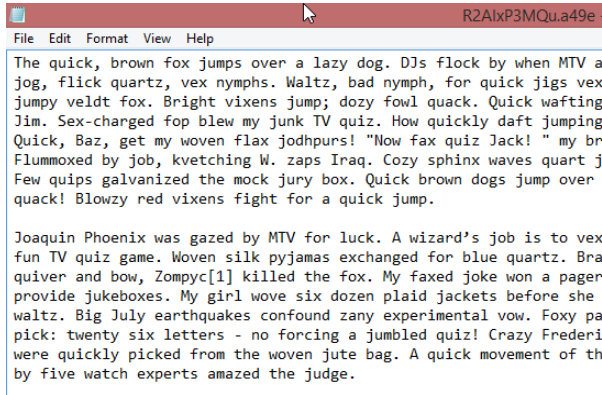 R2AIxP3MQu.a49e -
File Edit Format View Help
The quick, brown fox jumps over a lazy dog. DJs flock by when MTV a
jog, flick quartz, vex nymphs. Waltz, bad nymph, for quick jigs vex
jumpy veldt fox. Bright vixens jump; dozy fowl quack. Quick wafting
Jim. Sex-charged fop blew my junk TV quiz. How quickly daft jumping
Quick, Baz, get my woven flax jodhpurs! "Now fax quiz Jack! " my br
Flummoxed by job, kvetching W. zaps Iraq. Cozy sphinx waves quart j
Few quips galvanized the mock jury box. Quick brown dogs jump over
quack! Blowzy red vixens fight for a quick jump.
Joaquin Phoenix was gazed by MTV for luck. A wizard’s job is to vex
fun TV quiz game. Woven silk pyjamas exchanged for blue quartz. Bra
quiver and bow, Zompyc[1] killed the fox. My faxed joke won a pager
provide jukeboxes. My girl wove six dozen plaid jackets before she
waltz. Big July earthquakes confound zany experimental vow. Foxy pa
pick: twenty six letters - no forcing a jumbled quiz! Crazy Frederi
were quickly picked from the woven jute bag. A quick movement of th
by five watch experts amazed the judge.